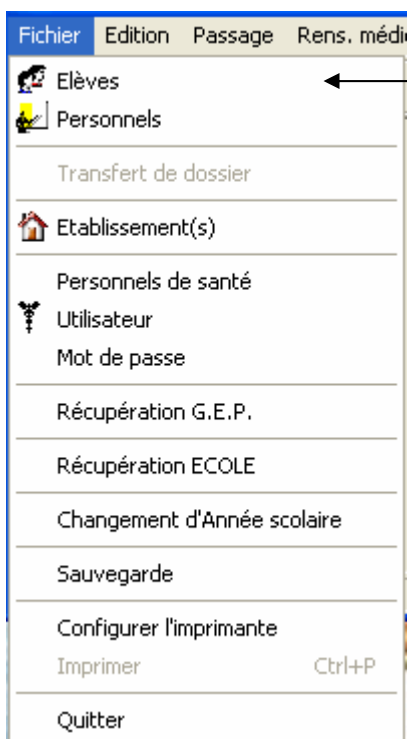 Fichier Edition Passage Rens. médi
Elèves
Personnels
Transfert de dossier
Etablissement(s)
Personnels de santé
Utilisateur
Mot de passe
Récupération G.E.P.
Récupération ECOLE
Changement d'Année scolaire
Sauvegarde
Configurer l'imprimante
Imprimer Ctrl+P
Quitter